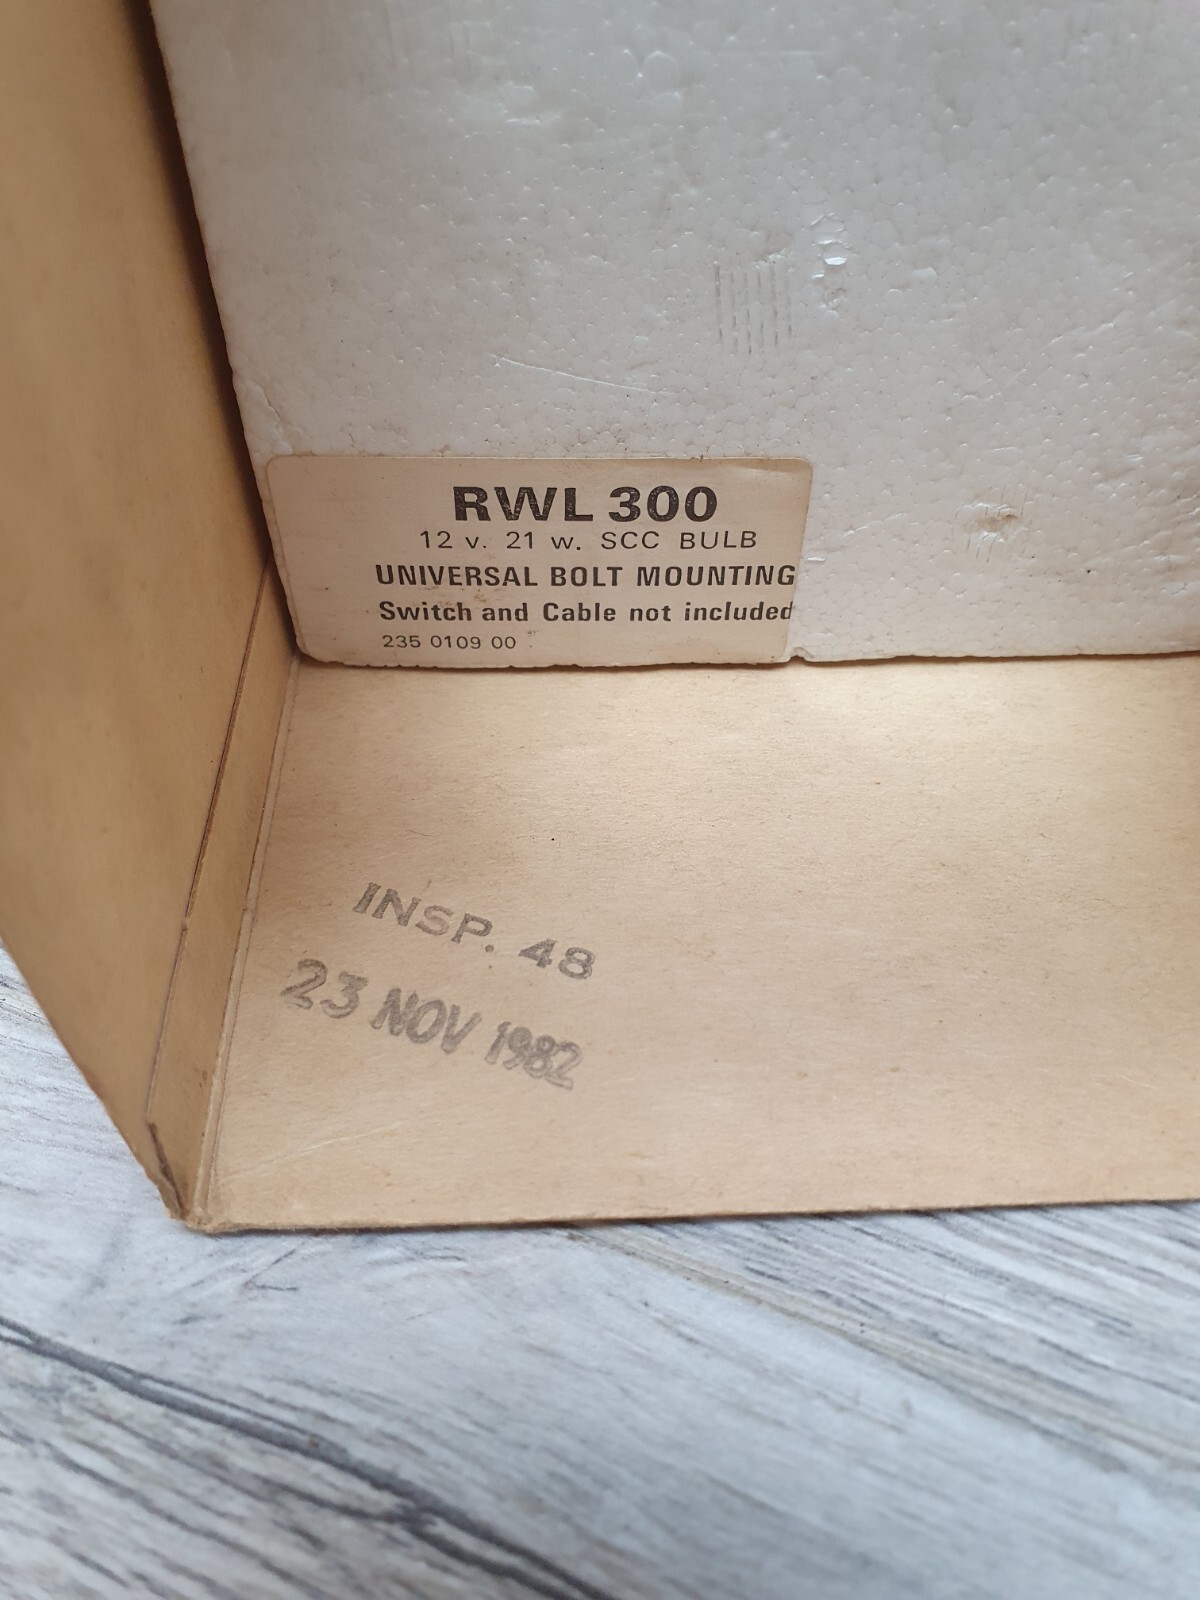 RWL 300
12 v. 21 w. SCC BULB
UNIVERSAL BOLT MOUNTING
Switch and Cable not included
235 0109 00
INSP. 48
23 NOV 1982